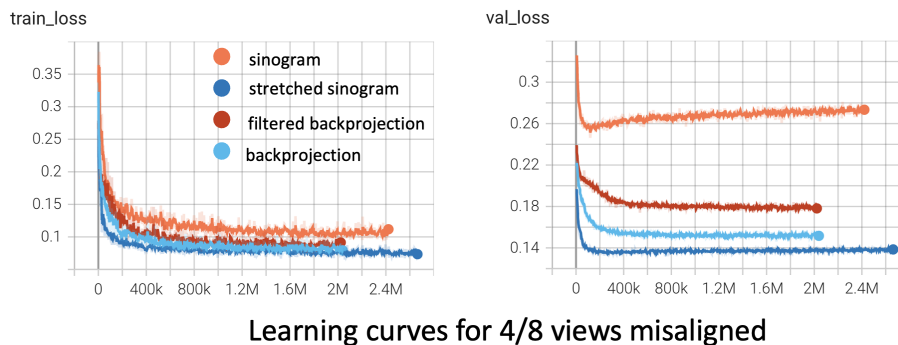 train_loss
0.35
0.3
0.25
0.2
0.15
0.1
0 400k 800k 1.2M 1.6M 2M 2.4M
sinogram
stretched sinogram
filtered backprojection
backprojection
val_loss
0.3
0.26
0.22
0.18
0.14
0 400k 800k 1.2M 1.6M 2M 2.4M
Learning curves for 4/8 views misaligned